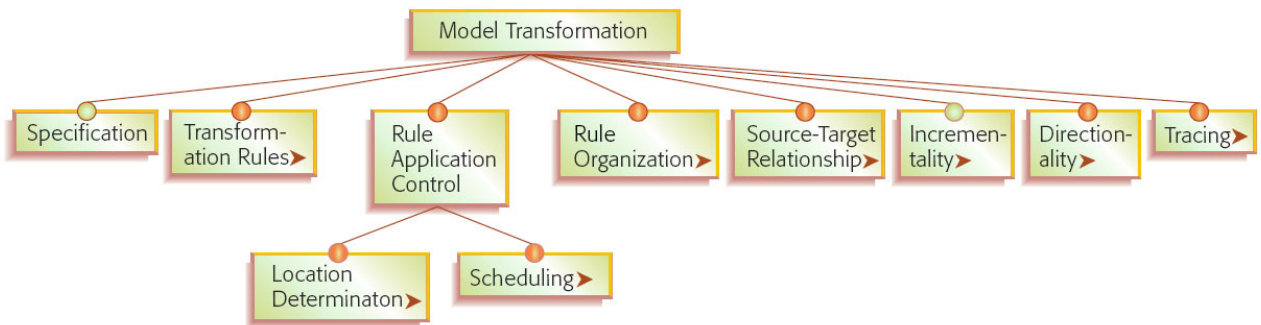 Model Transformation
Specification
Transform-
ation Rules
Rule
Application
Control
Rule
Organization
Source-Target
Relationship
Incremen-
tality
Direction-
ality
Tracing
Location
Determinaton
Scheduling